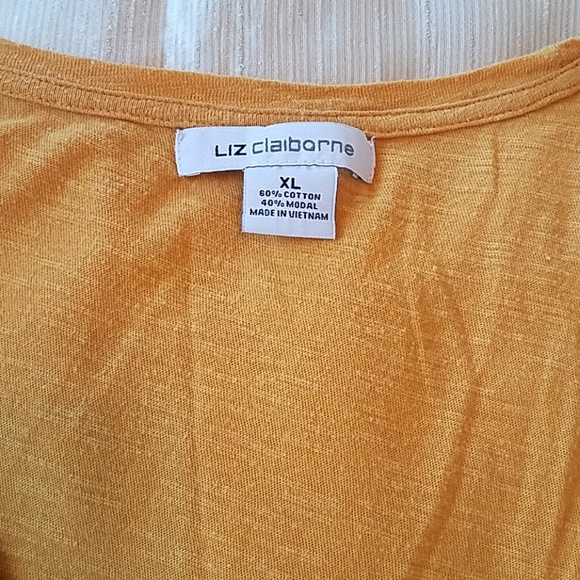 LIZ claiborne
XL
60% COTTON
40% MODAL
MADE IN VIETNAM